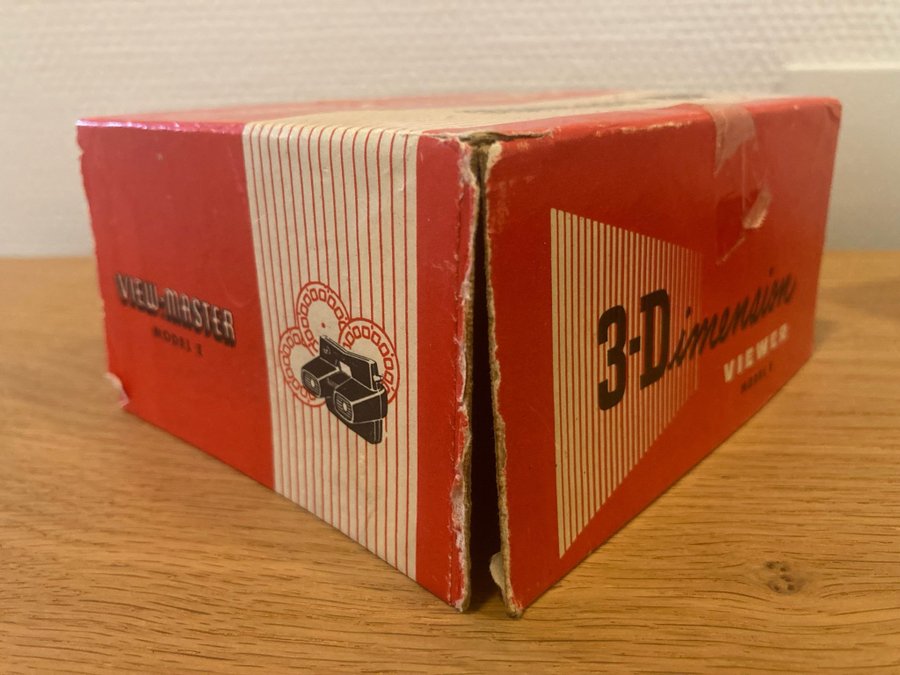 VIEW-MASTER
MODEL E
3-Dimension
VIEWER
MODEL E